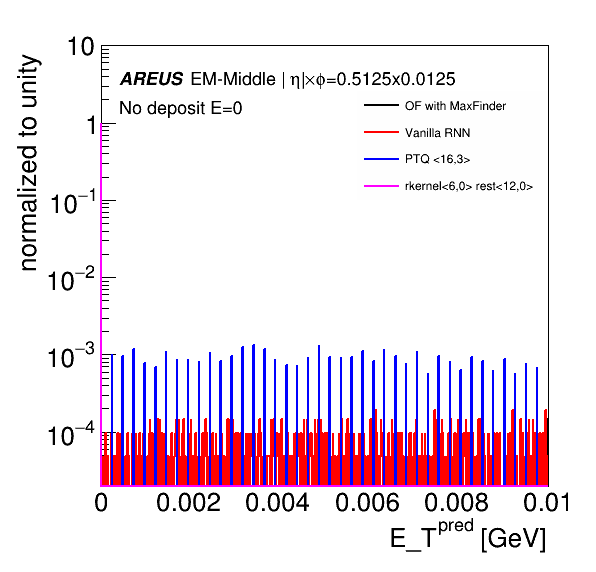 normalized to unity
10
1
10⁻¹
10⁻²
10⁻³
10⁻⁴
AREUS EM-Middle | η|×ϕ=0.5125x0.0125
No deposit E=0
OF with MaxFinder
Vanilla RNN
PTQ <16,3>
rkernel<6,0> rest<12,0>
0 0.002 0.004 0.006 0.008 0.01
E_T^pred [GeV]